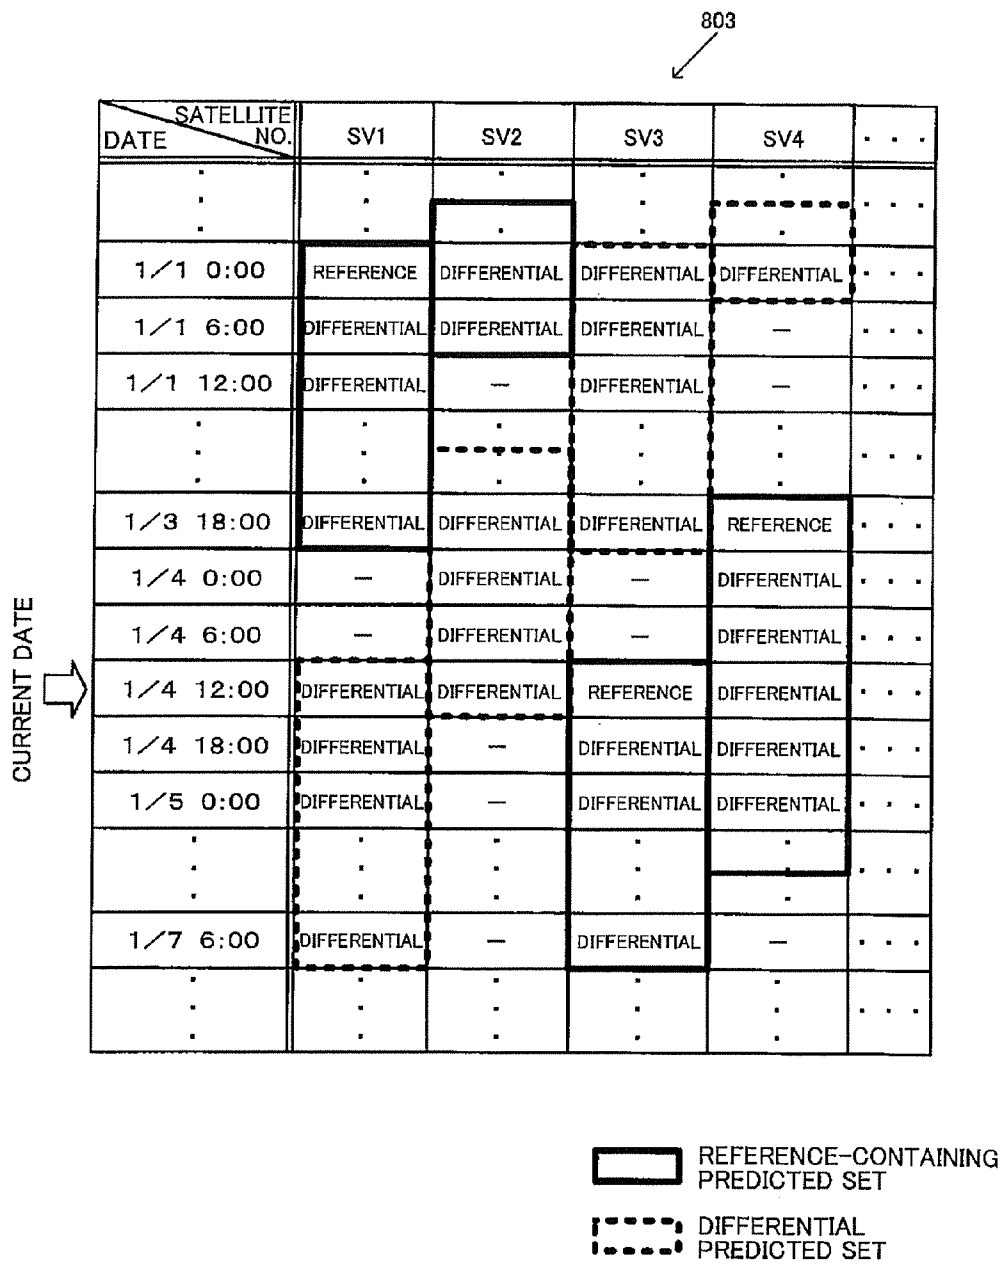 803
SATELLITE NO. DATE SV1 SV2 SV3 SV4 . . .
1/1 0:00 REFERENCE DIFFERENTIAL DIFFERENTIAL DIFFERENTIAL . . .
1/1 6:00 DIFFERENTIAL DIFFERENTIAL DIFFERENTIAL — . . .
1/1 12:00 DIFFERENTIAL — DIFFERENTIAL — . . .
1/3 18:00 DIFFERENTIAL DIFFERENTIAL DIFFERENTIAL REFERENCE . . .
1/4 0:00 — DIFFERENTIAL — DIFFERENTIAL . . .
1/4 6:00 — DIFFERENTIAL — DIFFERENTIAL . . .
CURRENT DATE
1/4 12:00 DIFFERENTIAL DIFFERENTIAL REFERENCE DIFFERENTIAL . . .
1/4 18:00 DIFFERENTIAL — DIFFERENTIAL DIFFERENTIAL . . .
1/5 0:00 DIFFERENTIAL — DIFFERENTIAL DIFFERENTIAL . . .
1/7 6:00 DIFFERENTIAL — DIFFERENTIAL — . . .
REFERENCE-CONTAINING
PREDICTED SET
DIFFERENTIAL
PREDICTED SET